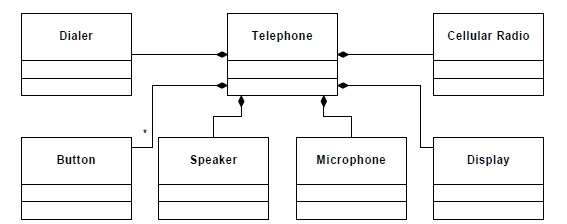 Dialer
Telephone
Cellular Radio
*
Button
Speaker
Microphone
Display